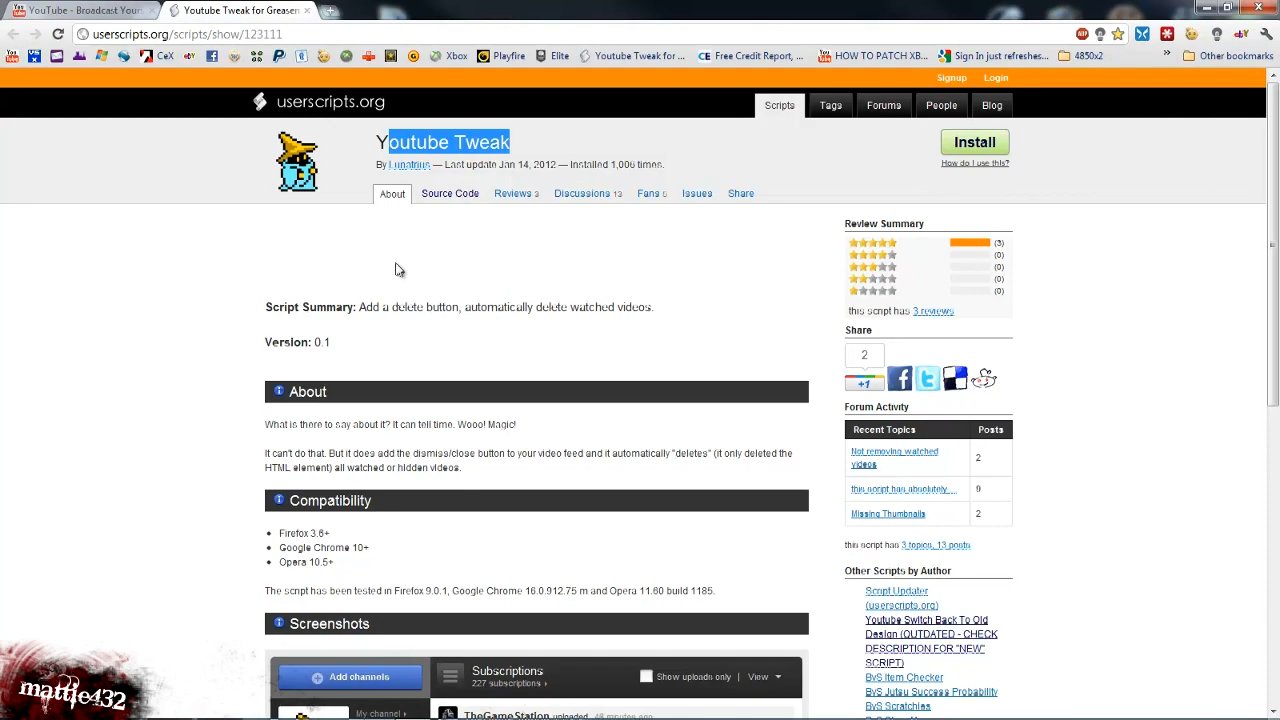 YouTube - Broadcast Your
Youtube Tweak for Greasem
userscripts.org/scripts/show/123111
CeX
Xbox
Playfire
Elite
Youtube Tweak for ...
Free Credit Report, ...
HOW TO PATCH XB...
Sign In just refreshes...
4850x2
Other bookmarks
Signup
Login
userscripts.org
Scripts
Tags
Forums
People
Blog
Youtube Tweak
Install
By Lunatrius — Last update Jan 14, 2012 — Installed 1,006 times.
How do I use this?
About
Source Code
Reviews 3
Discussions 13
Fans 5
Issues
Share
Review Summary
(3)
(0)
(0)
(0)
(0)
this script has 3 reviews
Script Summary: Add a delete button, automatically delete watched videos.
Version: 0.1
Share
2
+1
About
What is there to say about it? It can tell time. Wooo! Magic!
It can't do that. But it does add the dismiss/close button to your video feed and it automatically "deletes" (it only deleted the
HTML element) all watched or hidden videos.
Forum Activity
Recent Topics
Posts
Not removing watched
videos
2
this script has absolutely ...
9
Missing Thumbnails
2
this script has 3 topics, 13 posts
Compatibility
Firefox 3.6+
Google Chrome 10+
Opera 10.5+
The script has been tested in Firefox 9.0.1, Google Chrome 16.0.912.75 m and Opera 11.60 build 1185.
Other Scripts by Author
Script Updater
(userscripts.org)
Youtube Switch Back To Old
Design (OUTDATED - CHECK
DESCRIPTION FOR "NEW"
SCRIPT)
BvS Item Checker
BvS Jutsu Success Probability
BvS Scratchies
Screenshots
Add channels
Subscriptions
227 subscriptions
Show uploads only
View
My channel
TheGameStation uploaded 40 minutes ago
mattje432